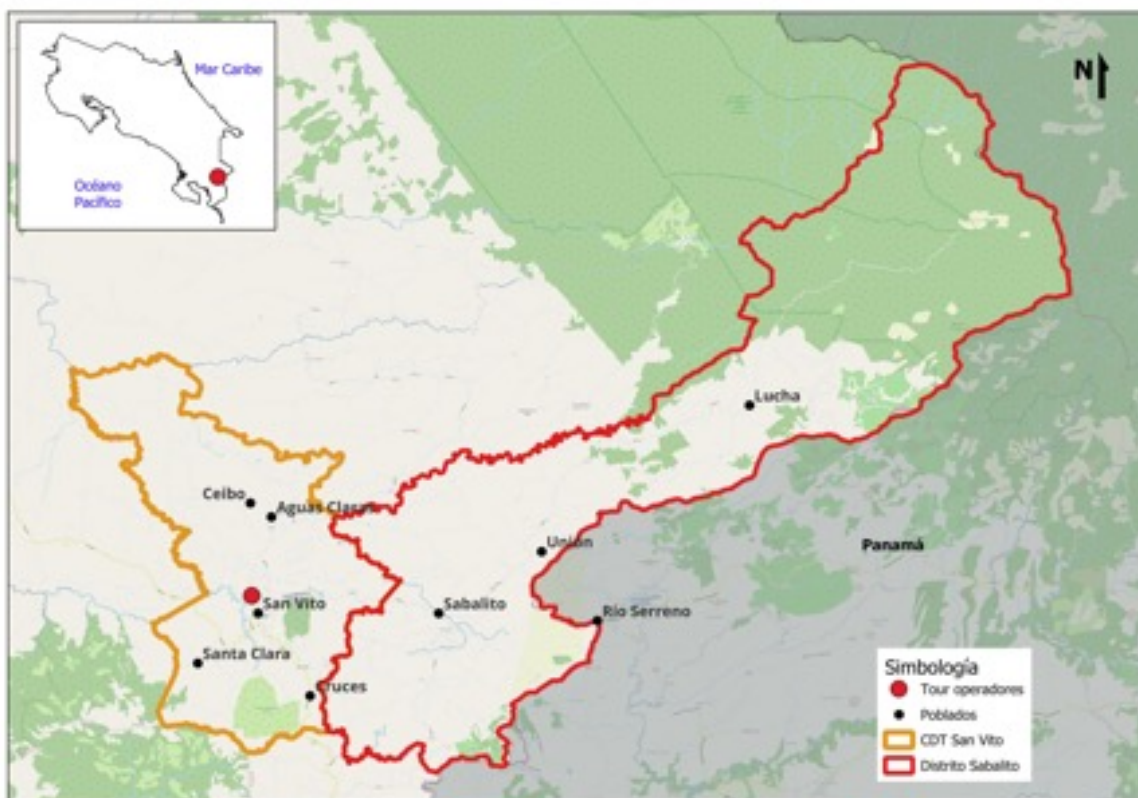 Mar Caribe
Océano
Pacífico
N
Lucha
Ceibo
Aguas Claras
Unión
Panamá
San Vito
Sabalito
Río Serreno
Santa Clara
Cruces
Simbología
Tour operadores
Poblados
CDT San Vito
Distrito Sabalito